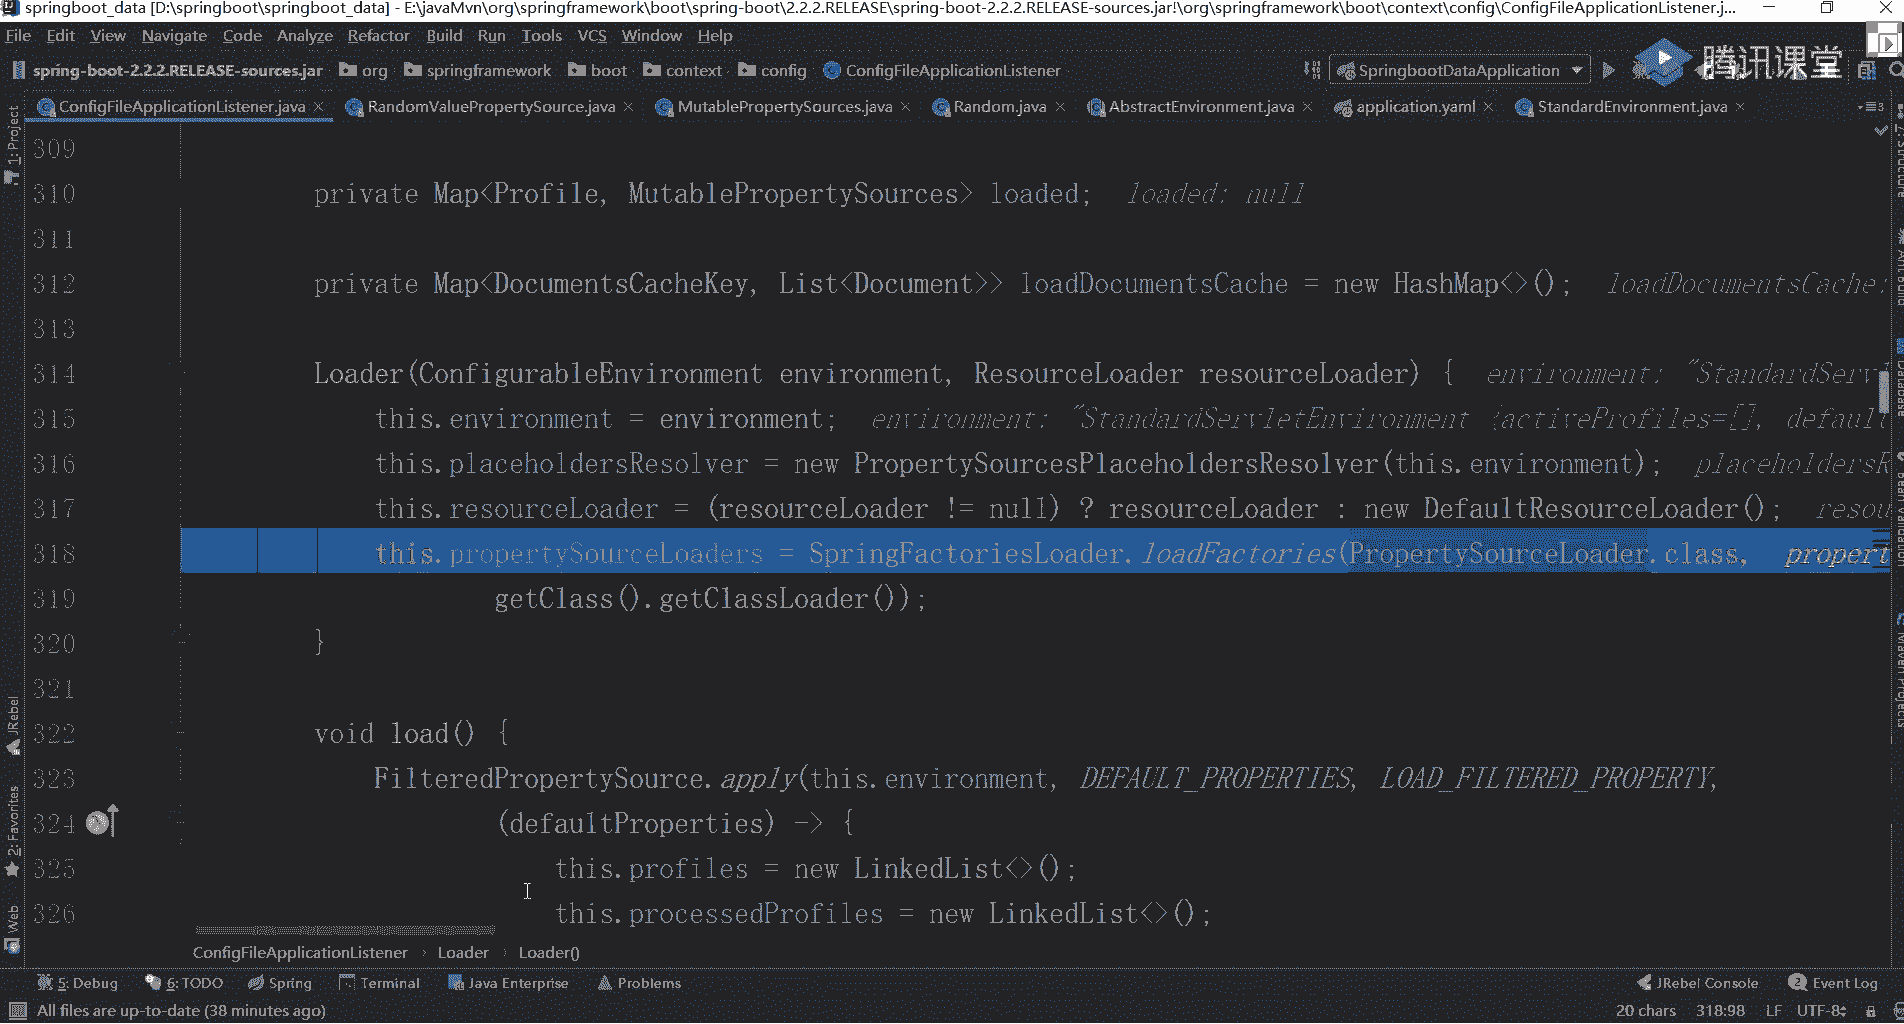 springboot_data [D:\springboot\springboot_data] - E:\javaMvn\org\springframework\boot\spring-boot\2.2.2.RELEASE\spring-boot-2.2.2.RELEASE-sources.jar!\org\springframework\boot\context\config\ConfigFileApplicationListener.j...
File Edit View Navigate Code Analyze Refactor Build Run Tools VCS Window Help
spring-boot-2.2.2.RELEASE-sources.jar org springframework boot context config ConfigFileApplicationListener SpringbootDataApplication 腾讯课堂
ConfigFileApplicationListener.java RandomValuePropertySource.java MutablePropertySources.java Random.java AbstractEnvironment.java application.yaml StandardEnvironment.java
1: Project
309
310 private Map<Profile, MutablePropertySources> loaded; loaded: null
311
312 private Map<DocumentsCacheKey, List<Document>> loadDocumentsCache = new HashMap<>(); loadDocumentsCache:
313
314 Loader(ConfigurableEnvironment environment, ResourceLoader resourceLoader) { environment: "StandardServl
315 this.environment = environment; environment: "StandardServletEnvironment {activeProfiles=[], default
316 this.placeholdersResolver = new PropertySourcesPlaceholdersResolver(this.environment); placeholdersR
317 this.resourceLoader = (resourceLoader != null) ? resourceLoader : new DefaultResourceLoader(); resou
318 this.propertySourceLoaders = SpringFactoriesLoader.loadFactories(PropertySourceLoader.class, propert
319 getClass().getClassLoader());
320 }
321
322 void load() {
323 FilteredPropertySource.apply(this.environment, DEFAULT_PROPERTIES, LOAD_FILTERED_PROPERTY,
324 (defaultProperties) -> {
325 this.profiles = new LinkedList<>();
326 this.processedProfiles = new LinkedList<>();
JRebel
2: Favorites
Web
Database
Bean Validation
Maven Projects
ConfigFileApplicationListener › Loader › Loader()
5: Debug 6: TODO Spring Terminal Java Enterprise Problems JRebel Console 2 Event Log
All files are up-to-date (38 minutes ago) 20 chars 318:98 LF UTF-8